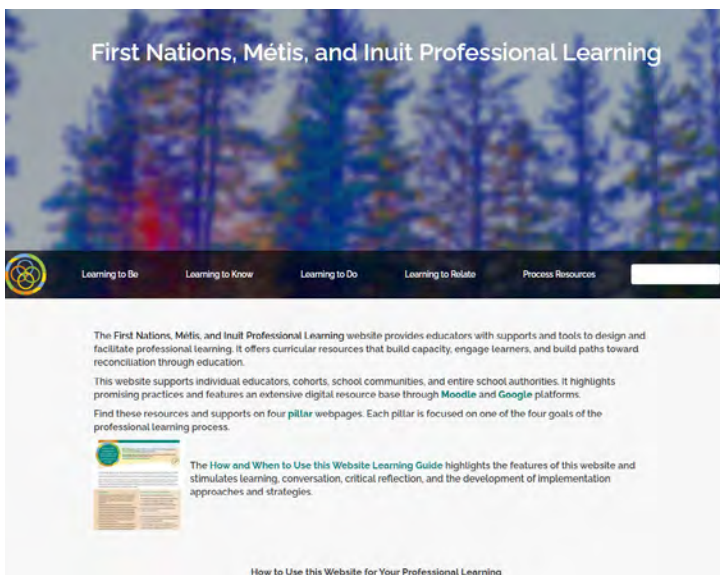 First Nations, Métis, and Inuit Professional Learning
Learning to Be
Learning to Know
Learning to Do
Learning to Relate
Process Resources
The First Nations, Métis, and Inuit Professional Learning website provides educators with supports and tools to design and
facilitate professional learning. It offers curricular resources that build capacity, engage learners, and build paths toward
reconciliation through education.
This website supports individual educators, cohorts, school communities, and entire school authorities. It highlights
promising practices and features an extensive digital resource base through Moodle and Google platforms.
Find these resources and supports on four pillar webpages. Each pillar is focused on one of the four goals of the
professional learning process.
The How and When to Use this Website Learning Guide highlights the features of this website and
stimulates learning, conversation, critical reflection, and the development of implementation
approaches and strategies.
How to Use this Website for Your Professional Learning